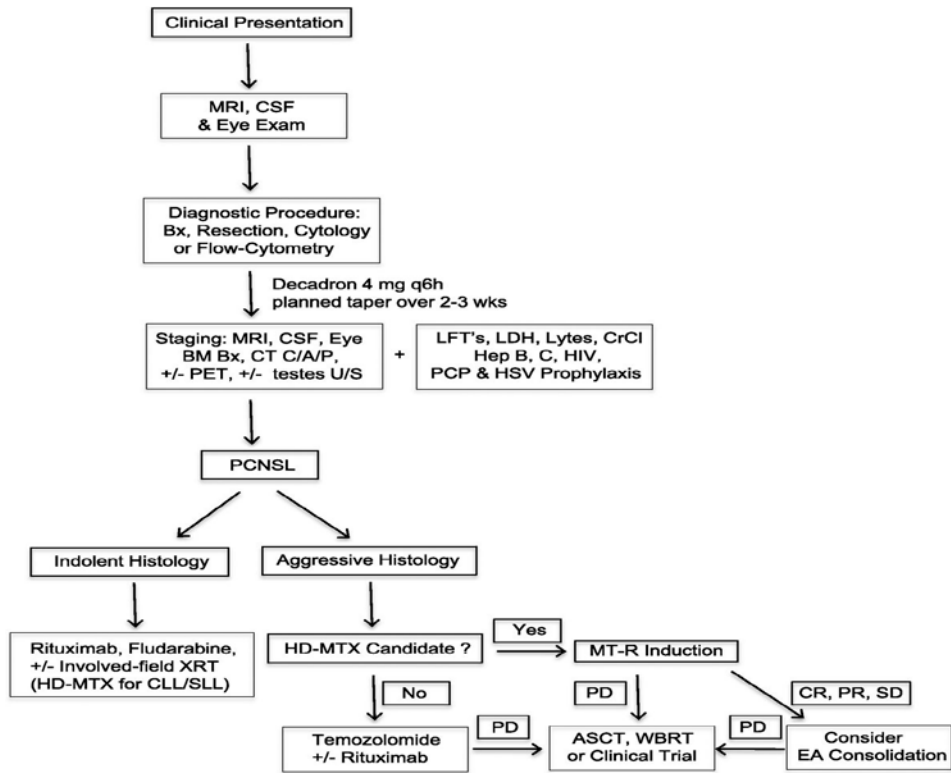 Clinical Presentation
MRI, CSF
& Eye Exam
Diagnostic Procedure:
Bx, Resection, Cytology
or Flow-Cytometry
Decadron 4 mg q6h
planned taper over 2-3 wks
Staging: MRI, CSF, Eye
BM Bx, CT C/A/P,
+/- PET, +/- testes U/S
+
LFT's, LDH, Lytes, CrCl
Hep B, C, HIV,
PCP & HSV Prophylaxis
PCNSL
Indolent Histology
Aggressive Histology
Rituximab, Fludarabine,
+/- Involved-field XRT
(HD-MTX for CLL/SLL)
HD-MTX Candidate ?
Yes
MT-R Induction
No
PD
CR, PR, SD
Temozolomide
+/- Rituximab
PD
ASCT, WBRT
or Clinical Trial
PD
Consider
EA Consolidation